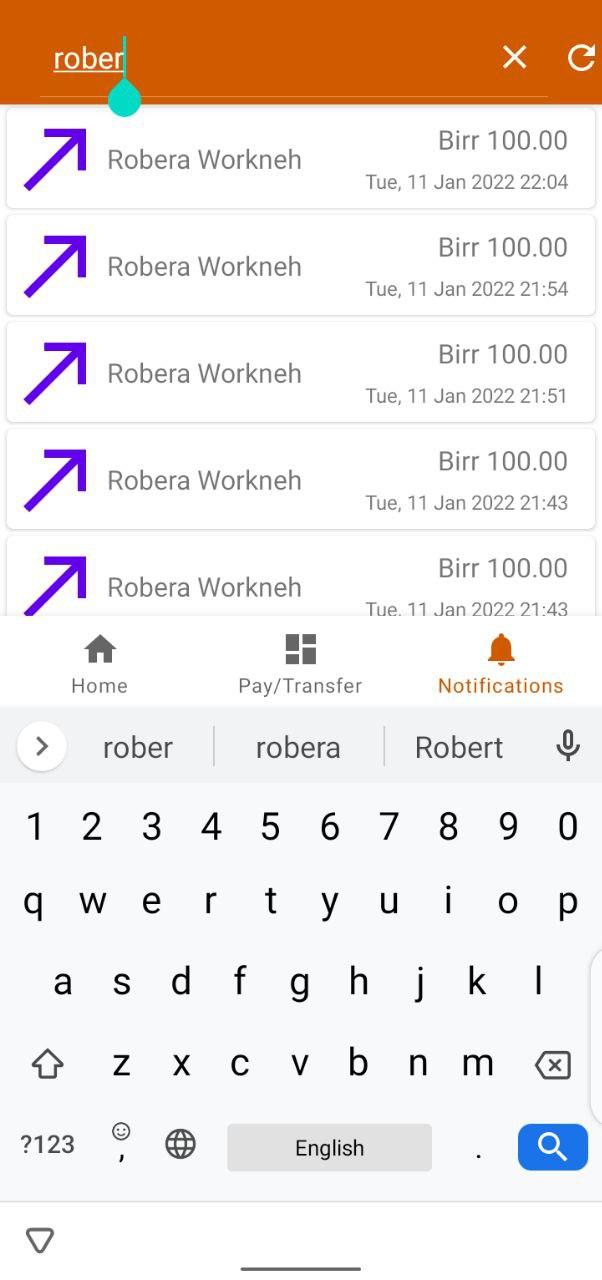 rober
Robera Workneh
Birr 100.00
Tue, 11 Jan 2022 22:04
Robera Workneh
Birr 100.00
Tue, 11 Jan 2022 21:54
Robera Workneh
Birr 100.00
Tue, 11 Jan 2022 21:51
Robera Workneh
Birr 100.00
Tue, 11 Jan 2022 21:43
Robera Workneh
Birr 100.00
Tue, 11 Jan 2022 21:43
Home Pay/Transfer Notifications
rober robera Robert
1 2 3 4 5 6 7 8 9 0
q w e r t y u i o p
a s d f g h j k l
z x c v b n m
?123 , English .